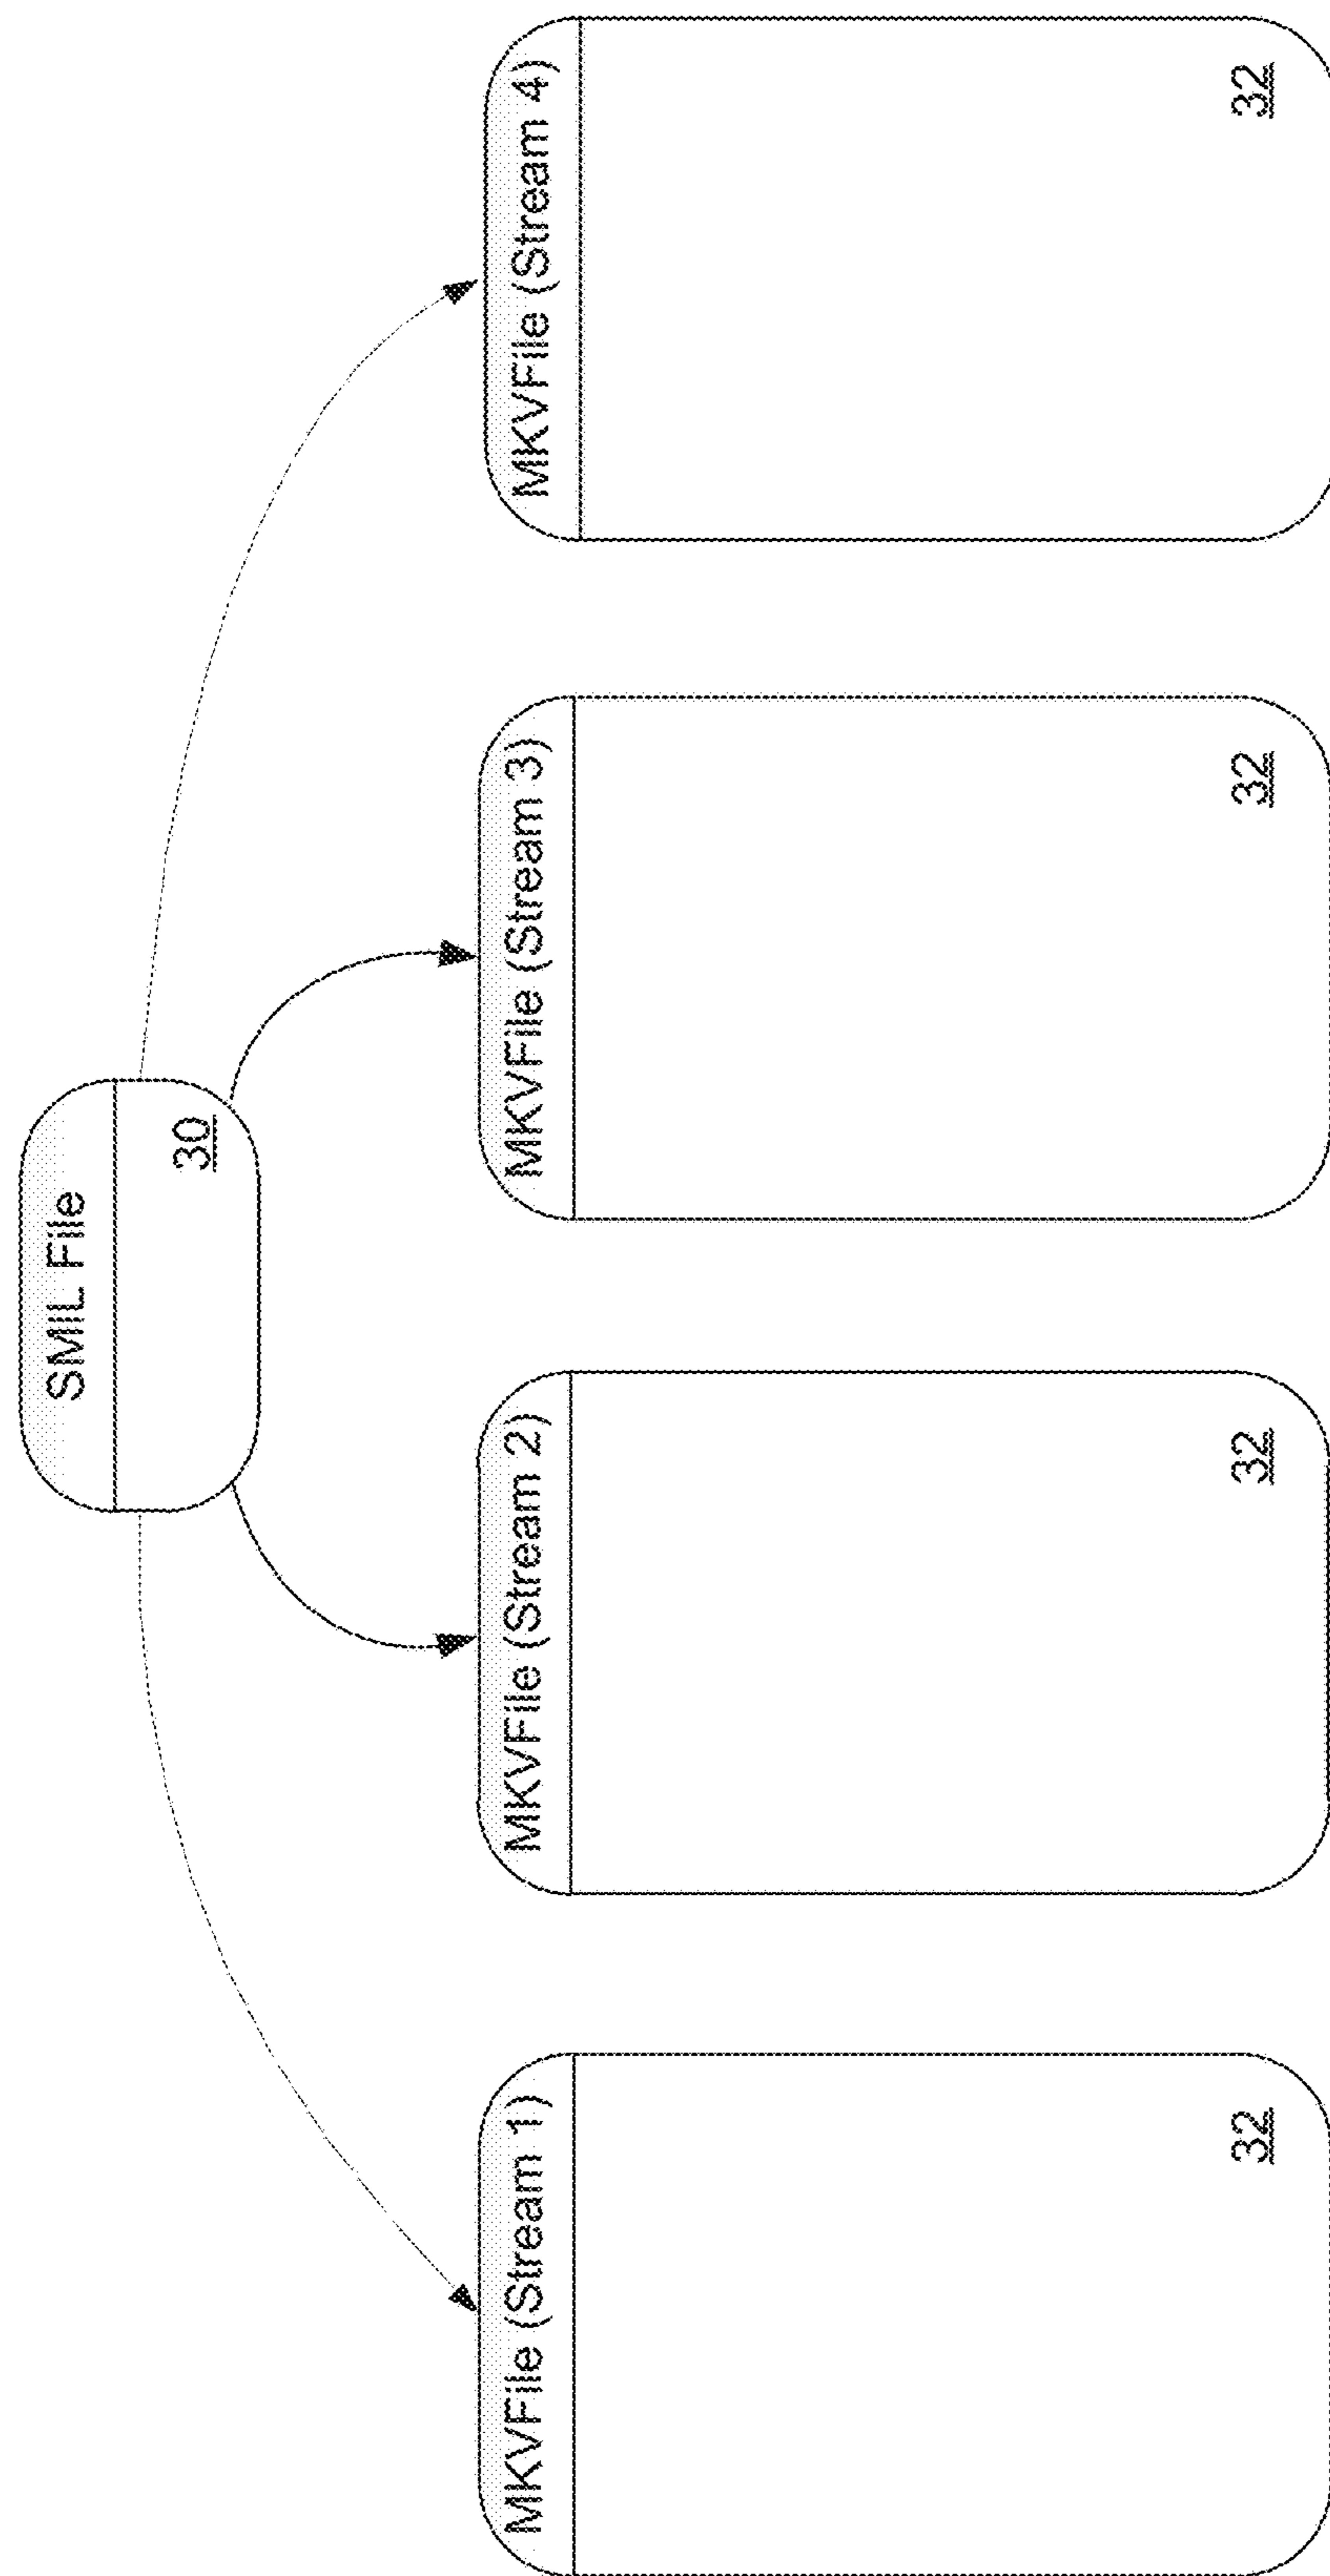 SMIL File
30
MKVFile (Stream 1)
32
MKVFile (Stream 2)
32
MKVFile (Stream 3)
32
MKVFile (Stream 4)
32